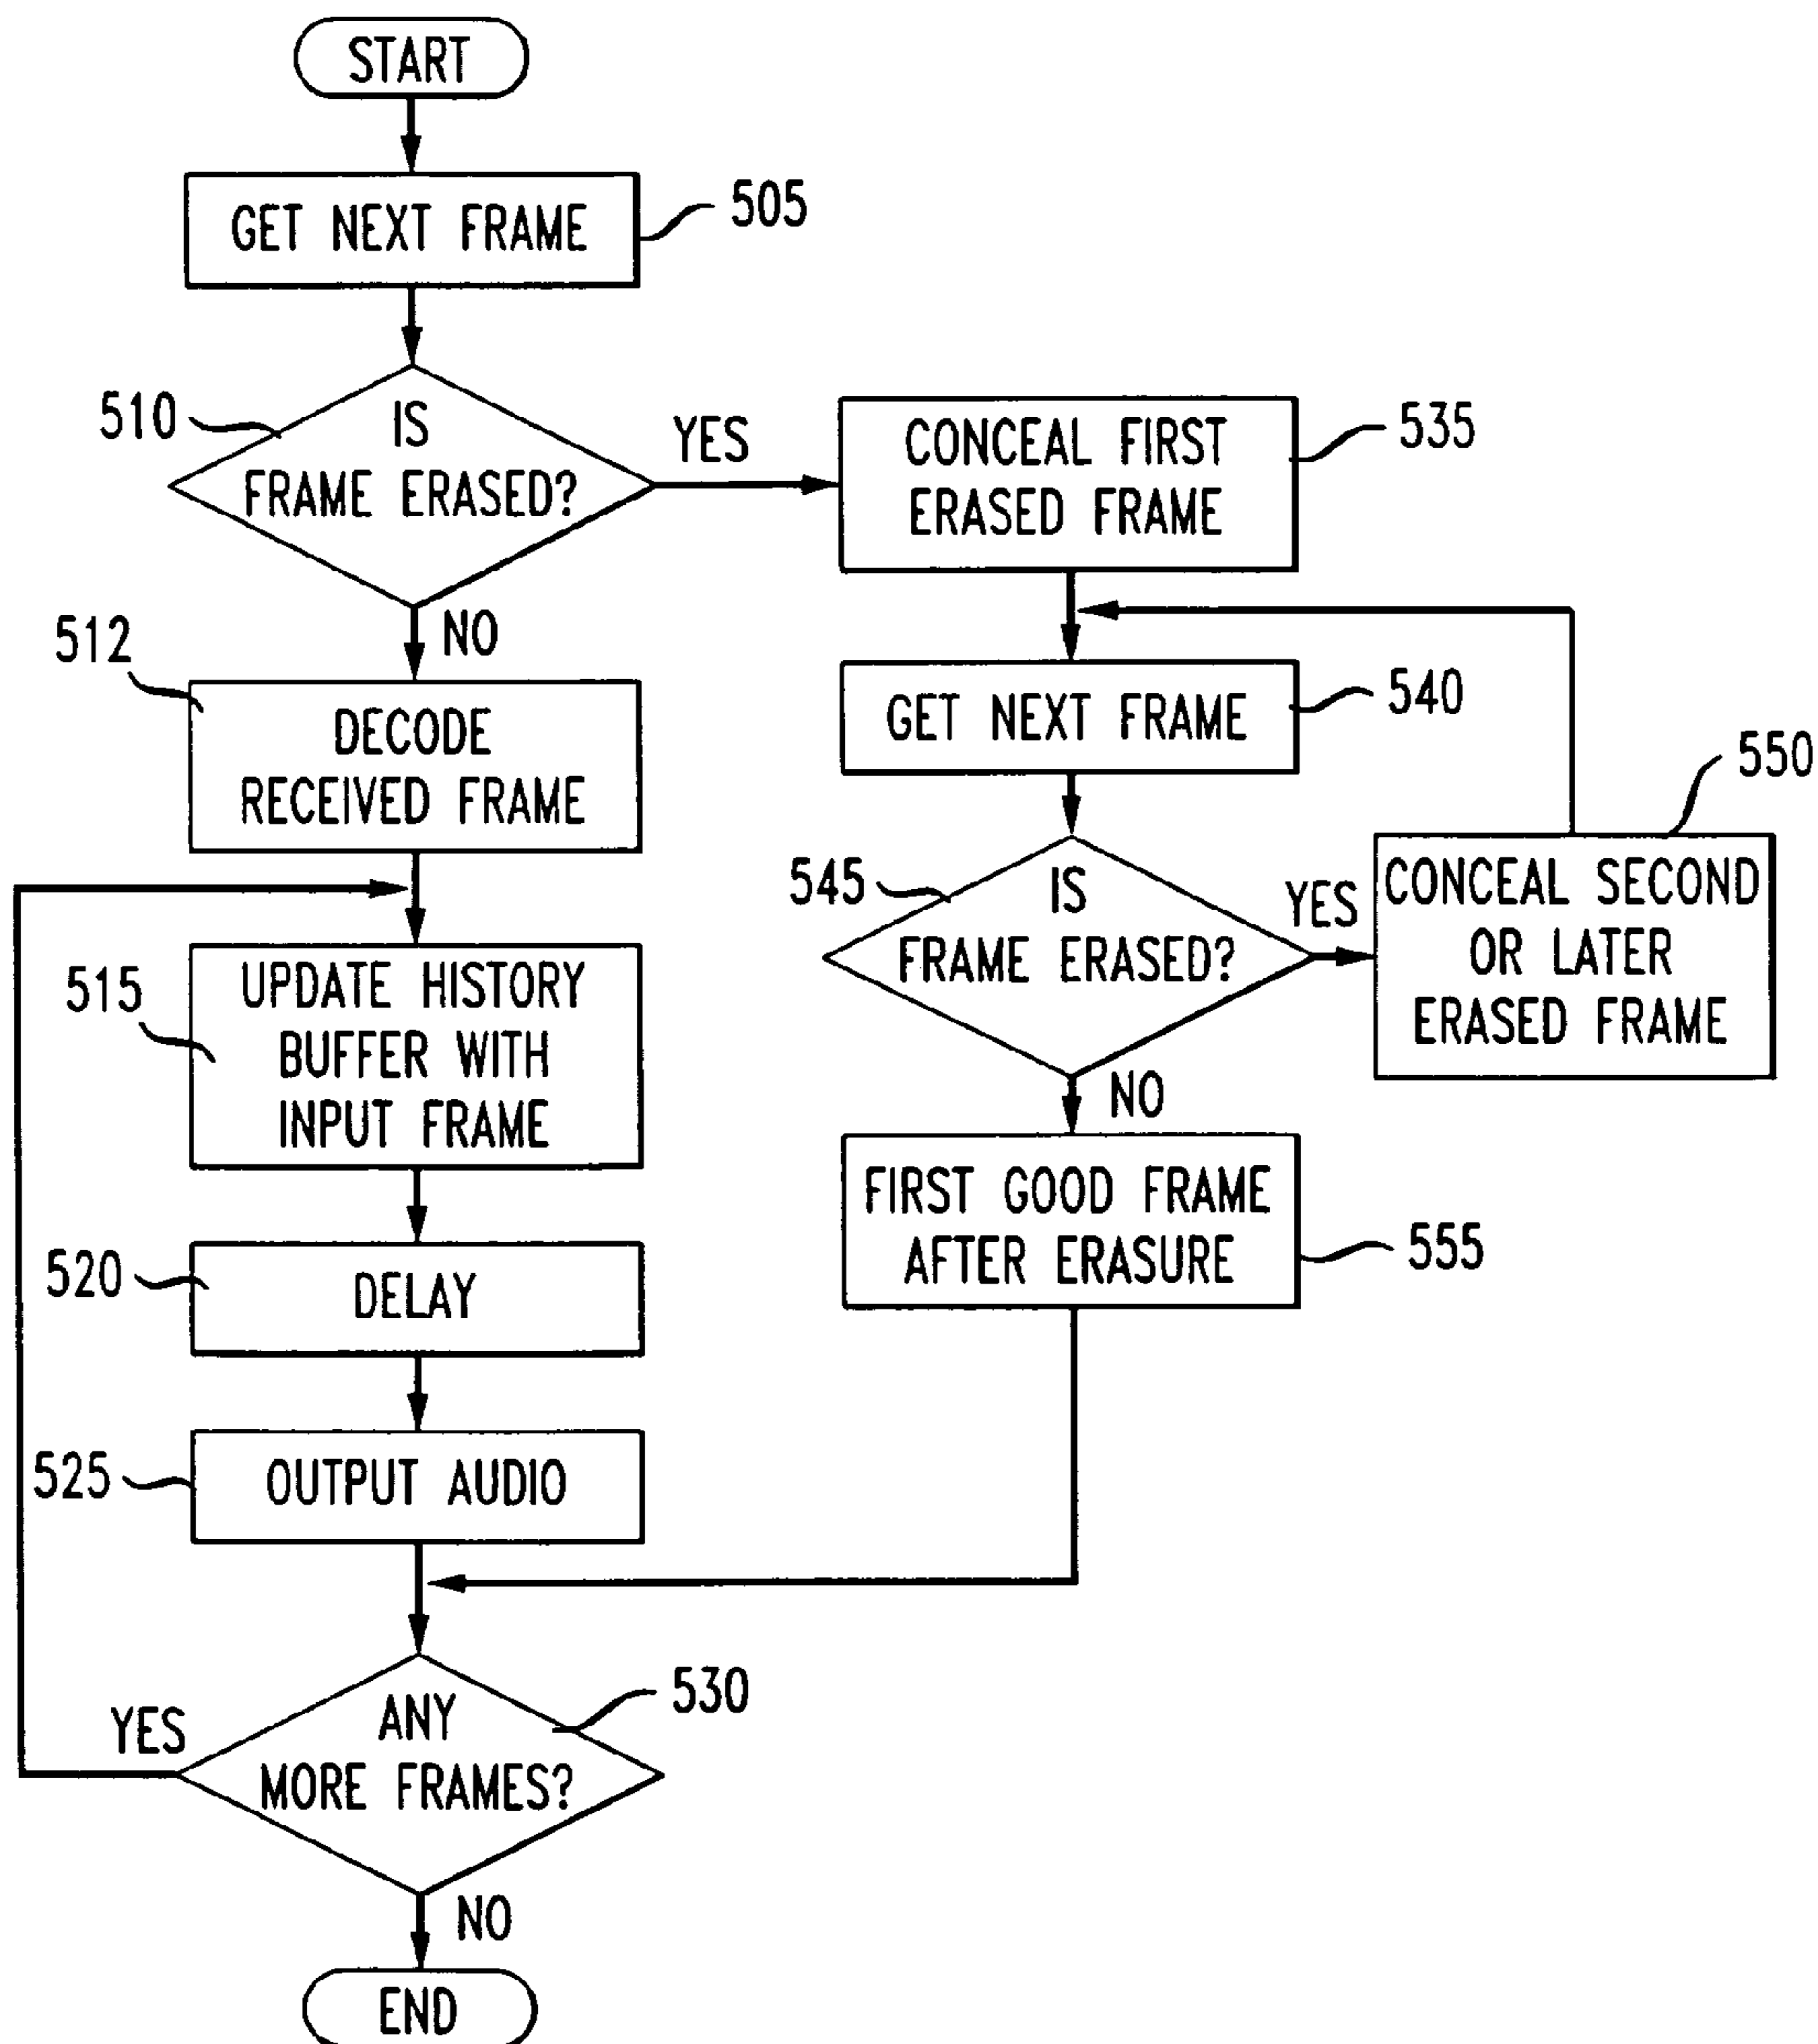 START
GET NEXT FRAME
505
510
IS
FRAME ERASED?
YES
NO
CONCEAL FIRST
ERASED FRAME
535
512
DECODE
RECEIVED FRAME
GET NEXT FRAME
540
545
IS
FRAME ERASED?
YES
NO
550
CONCEAL SECOND
OR LATER
ERASED FRAME
515
UPDATE HISTORY
BUFFER WITH
INPUT FRAME
FIRST GOOD FRAME
AFTER ERASURE
555
520
DELAY
525
OUTPUT AUDIO
530
ANY
MORE FRAMES?
YES
NO
END